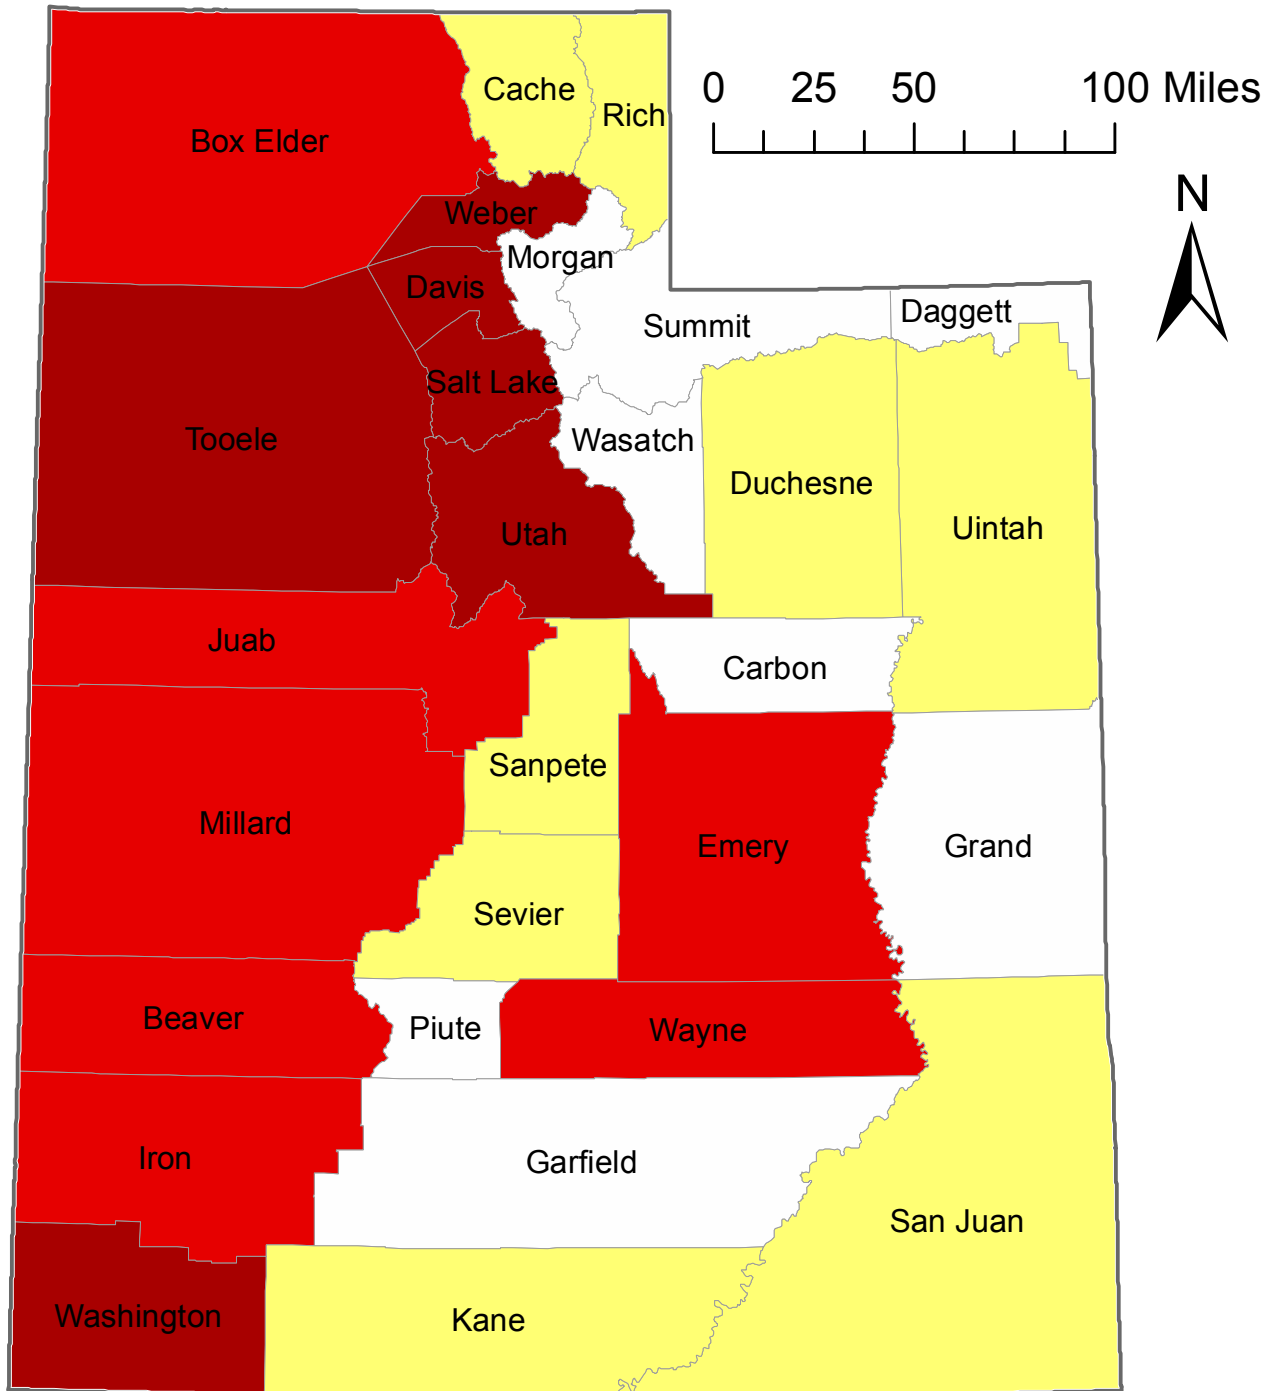 Cache
0 25 50 100 Miles
Rich
Box Elder
N
Weber
Morgan
Davis
Daggett
Summit
Salt Lake
Tooele
Wasatch
Duchesne
Uintah
Utah
Juab
Carbon
Sanpete
Millard
Emery
Grand
Sevier
Beaver
Piute
Wayne
Iron
Garfield
San Juan
Washington
Kane